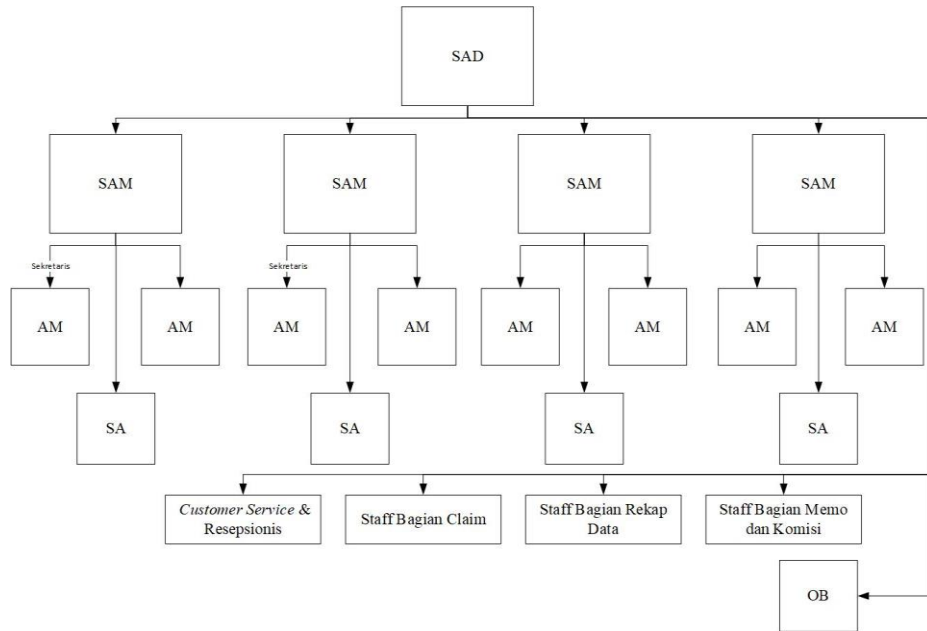 SAD
SAM
SAM
SAM
SAM
Sekretaris
Sekretaris
AM
AM
AM
AM
AM
AM
AM
AM
SA
SA
SA
SA
Customer Service &
Resepsionis
Staff Bagian Claim
Staff Bagian Rekap
Data
Staff Bagian Memo
dan Komisi
OB